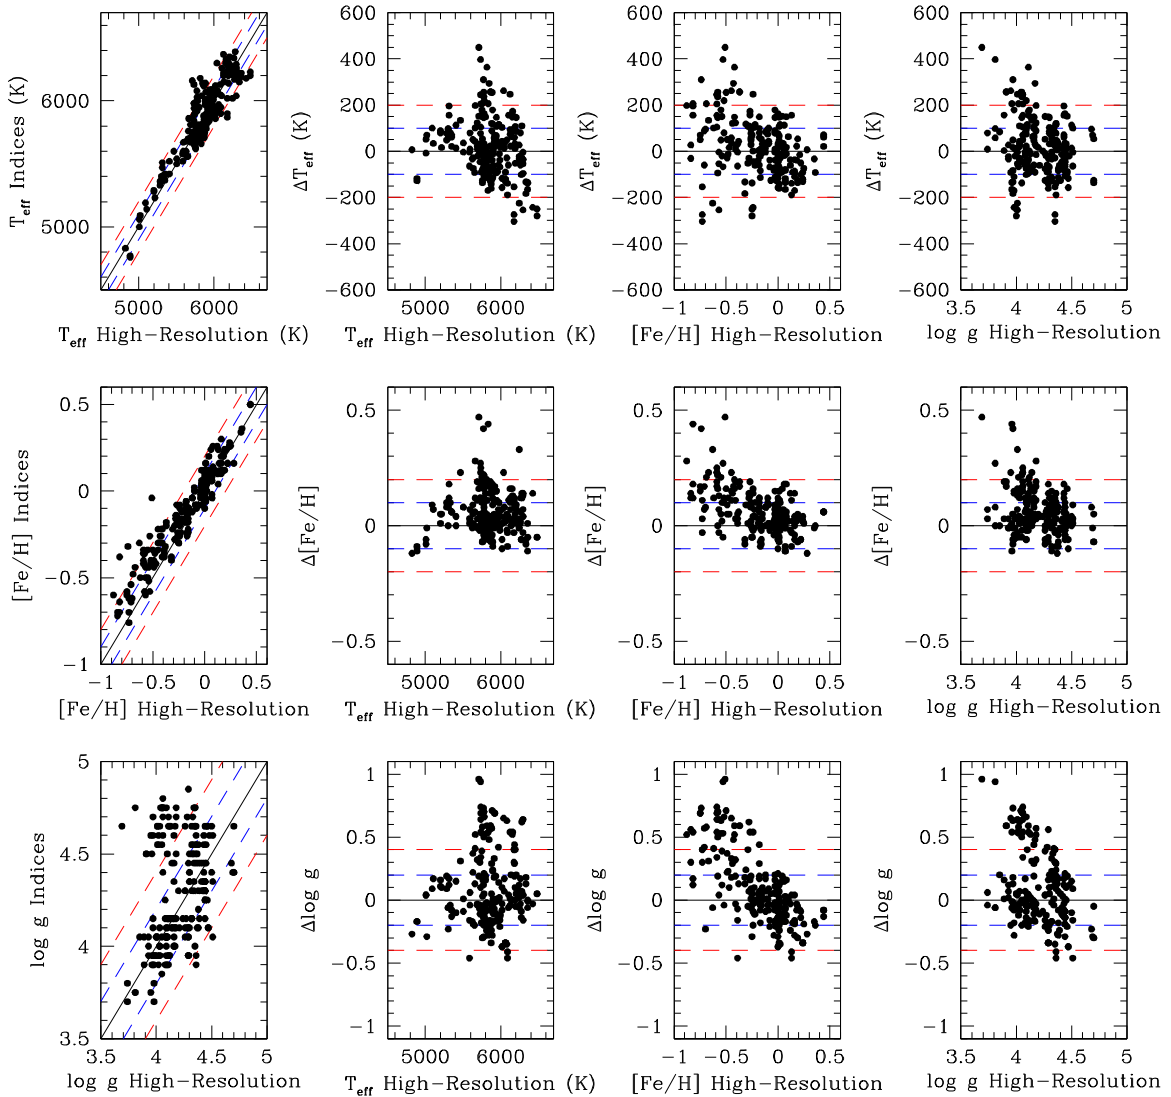 600
600
600
400
400
400
6000
200
200
200
0
0
0
−200
−200
−200
5000
−400
−400
−400
−600
−600
−600
5000 6000
5000 6000
−1 −0.5 0 0.5
3.5 4 4.5 5
T_eff Indices (K)
ΔT_eff (K)
ΔT_eff (K)
ΔT_eff (K)
T_eff High−Resolution (K)
T_eff High−Resolution (K)
[Fe/H] High−Resolution
log g High−Resolution
0.5
0.5
0.5
0.5
0
0
0
0
−0.5
−0.5
−0.5
−0.5
−1
−1 −0.5 0 0.5
5000 6000
−1 −0.5 0 0.5
3.5 4 4.5 5
[Fe/H] Indices
Δ[Fe/H]
Δ[Fe/H]
Δ[Fe/H]
[Fe/H] High−Resolution
T_eff High−Resolution (K)
[Fe/H] High−Resolution
log g High−Resolution
5
1
1
1
4.5
0.5
0.5
0.5
0
0
0
4
−0.5
−0.5
−0.5
3.5
−1
−1
−1
3.5 4 4.5 5
5000 6000
−1 −0.5 0 0.5
3.5 4 4.5 5
log g Indices
Δlog g
Δlog g
Δlog g
log g High−Resolution
T_eff High−Resolution (K)
[Fe/H] High−Resolution
log g High−Resolution